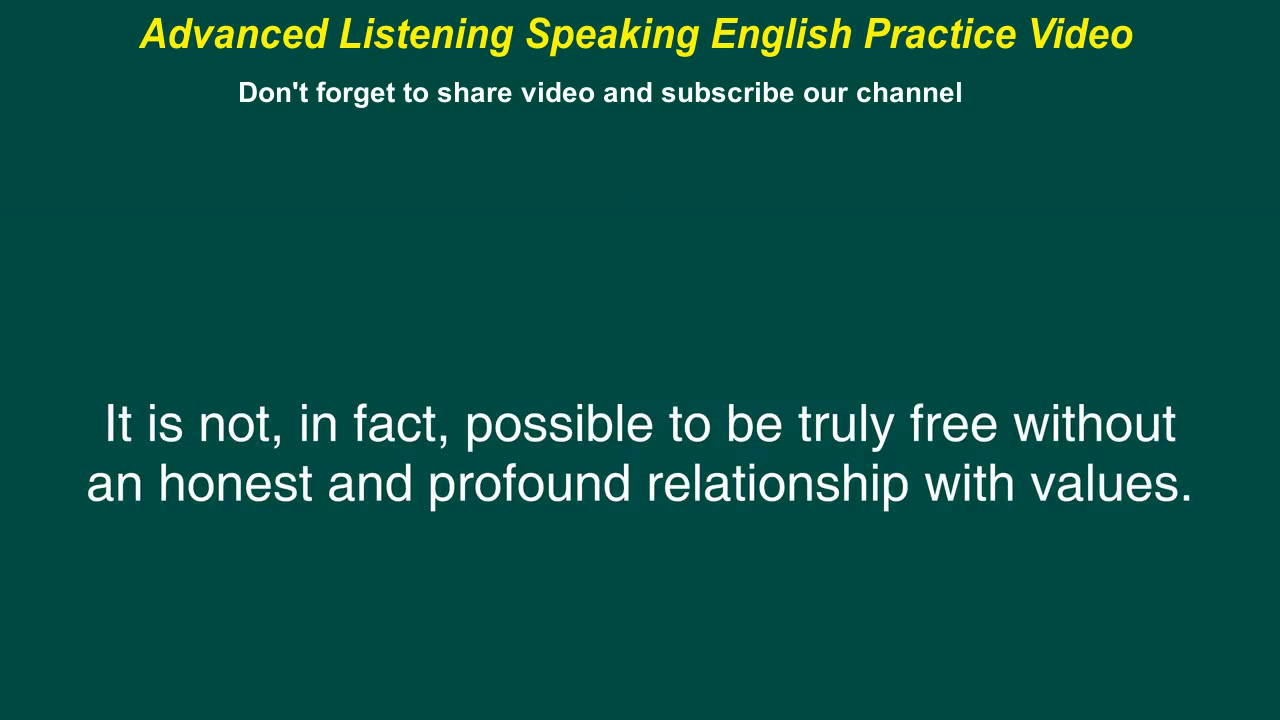 Advanced Listening Speaking English Practice Video
Don't forget to share video and subscribe our channel
It is not, in fact, possible to be truly free without
an honest and profound relationship with values.